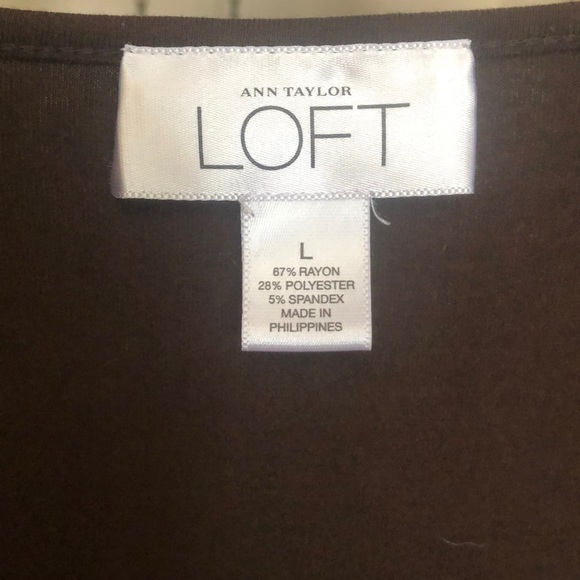 ANN TAYLOR
LOFT
L
67% RAYON
28% POLYESTER
5% SPANDEX
MADE IN
PHILIPPINES